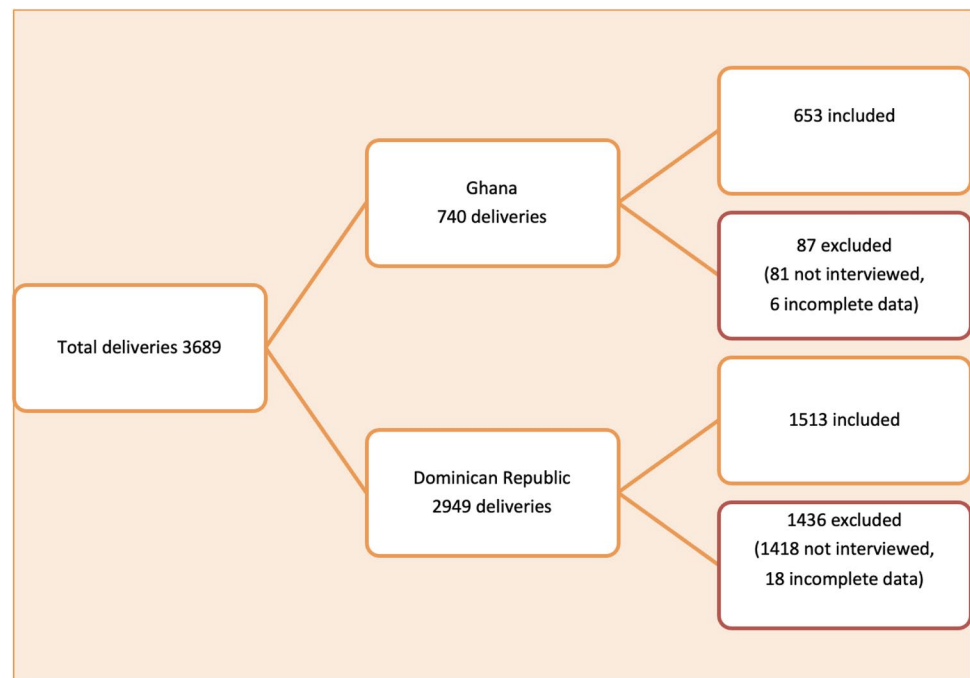 Total deliveries 3689
Ghana
740 deliveries
653 included
87 excluded
(81 not interviewed,
6 incomplete data)
Dominican Republic
2949 deliveries
1513 included
1436 excluded
(1418 not interviewed,
18 incomplete data)